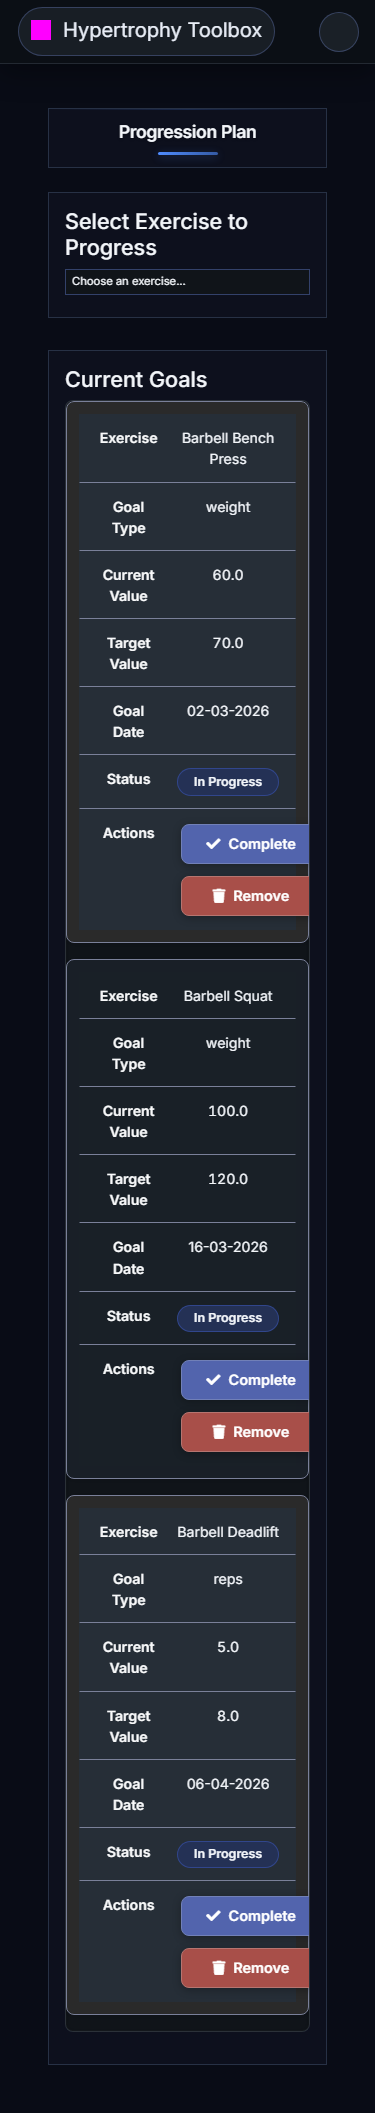 Hypertrophy Toolbox
Progression Plan
Select Exercise to
Progress
Choose an exercise...
Current Goals
Exercise Barbell Bench
Press
Goal weight
Type
Current 60.0
Value
Target 70.0
Value
Goal 02-03-2026
Date
Status In Progress
Actions Complete
Remove
Exercise Barbell Squat
Goal weight
Type
Current 100.0
Value
Target 120.0
Value
Goal 16-03-2026
Date
Status In Progress
Actions Complete
Remove
Exercise Barbell Deadlift
Goal reps
Type
Current 5.0
Value
Target 8.0
Value
Goal 06-04-2026
Date
Status In Progress
Actions Complete
Remove